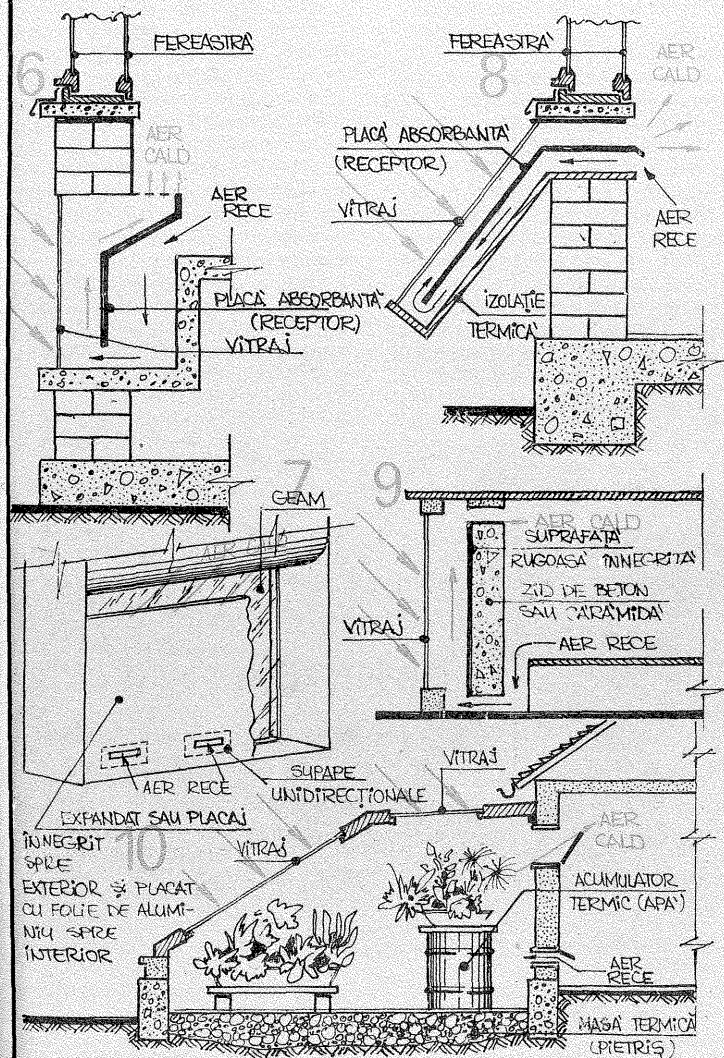 6
FEREASTRĂ
AER
CALD
AER
RECE
PLACĂ ABSORBANTĂ
(RECEPTOR)
VITRAJ
8
FEREASTRĂ
AER
CALD
PLACĂ ABSORBANTĂ
(RECEPTOR)
VITRAJ
AER
RECE
IZOLAȚIE
TERMICĂ
7
GEAM
AER
AER RECE
SUPAPE
UNIDIRECȚIONALE
EXPANDAT SAU PLACAJ
ÎNNEGRIT
SPRE
EXTERIOR ȘI PLACAT
CU FOLIE DE ALUMI-
NIU SPRE
INTERIOR
9
AER CALD
SUPRAFAȚĂ
RUGOASĂ ÎNNEGRITĂ
ZID DE BETON
SAU CĂRĂMIDĂ
VITRAJ
AER RECE
10
VITRAJ
VITRAJ
AER
CALD
ACUMULATOR
TERMIC (APĂ)
AER
RECE
MASĂ TERMICĂ
(PIETRIȘ)